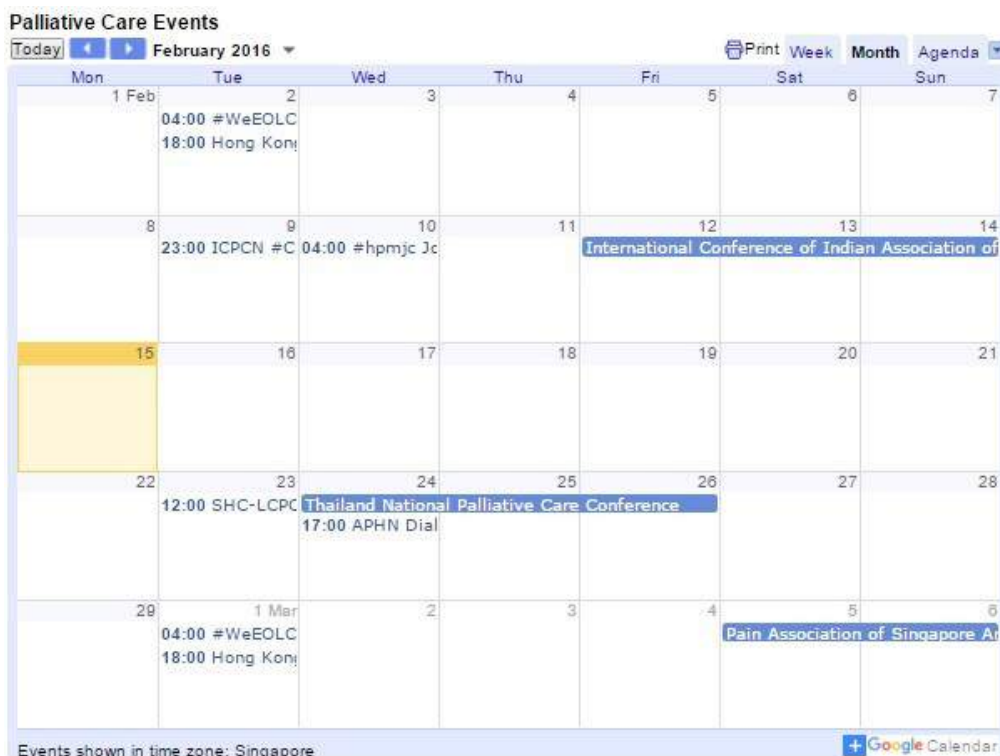 Palliative Care Events
Today February 2016 Print Week Month Agenda
Mon Tue Wed Thu Fri Sat Sun
1 Feb 2 3 4 5 6 7
04:00 #WeEOLC
18:00 Hong Kong
8 9 10 11 12 13 14
23:00 ICPCN #C 04:00 #hpmjc Jc International Conference of Indian Association of
15 16 17 18 19 20 21
22 23 24 25 26 27 28
12:00 SHC-LCPC Thailand National Palliative Care Conference
17:00 APHN Dial
29 1 Mar 2 3 4 5 6
04:00 #WeEOLC Pain Association of Singapore
18:00 Hong Kong
Events shown in time zone: Singapore
+Google Calendar